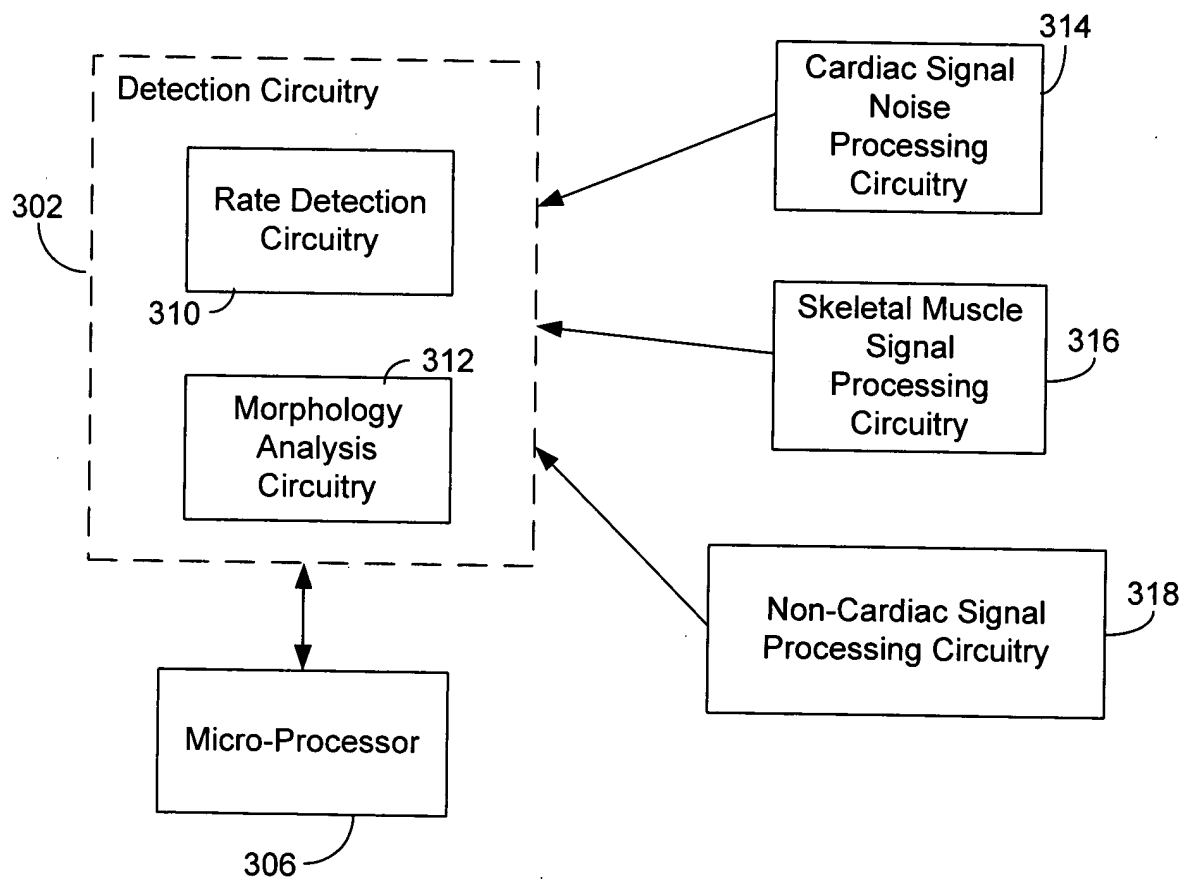 Detection Circuitry
302
Rate Detection
Circuitry
310
312
Morphology
Analysis
Circuitry
Micro-Processor
306
314
Cardiac Signal
Noise
Processing
Circuitry
Skeletal Muscle
Signal
Processing
Circuitry
316
Non-Cardiac Signal
Processing Circuitry
318